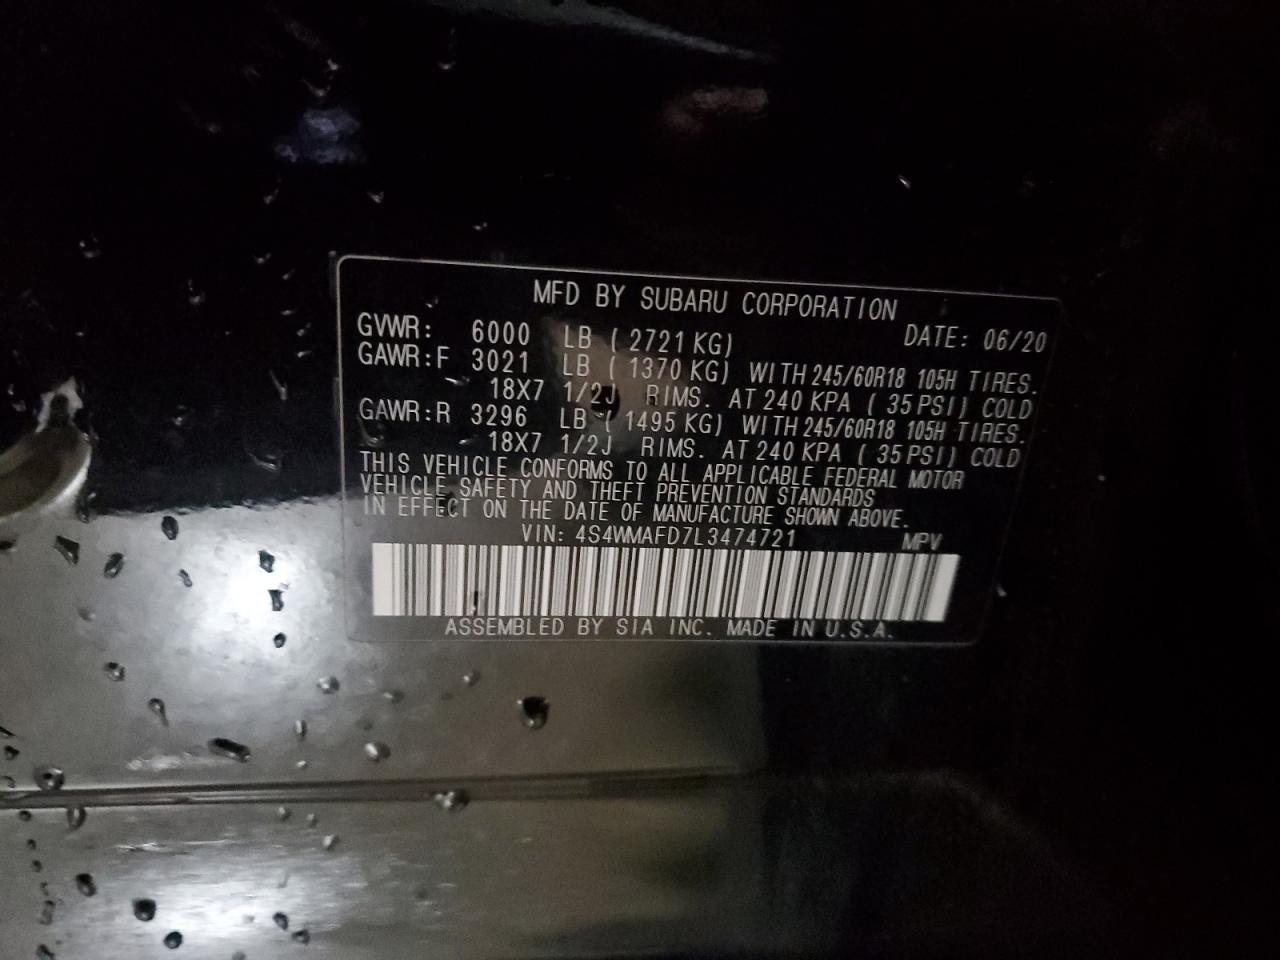 MFD BY SUBARU CORPORATION
GVWR: 6000 LB ( 2721 KG) DATE: 06/20
GAWR:F 3021 LB ( 1370 KG) WITH 245/60R18 105H TIRES.
18X7 1/2J RIMS. AT 240 KPA ( 35 PSI) COLD
GAWR:R 3296 LB ( 1495 KG) WITH 245/60R18 105H TIRES.
18X7 1/2J RIMS. AT 240 KPA ( 35 PSI) COLD
THIS VEHICLE CONFORMS TO ALL APPLICABLE FEDERAL MOTOR
VEHICLE SAFETY AND THEFT PREVENTION STANDARDS
IN EFFECT ON THE DATE OF MANUFACTURE SHOWN ABOVE.
VIN: 4S4WMAFD7L3474721 MPV
ASSEMBLED BY SIA INC. MADE IN U.S.A.